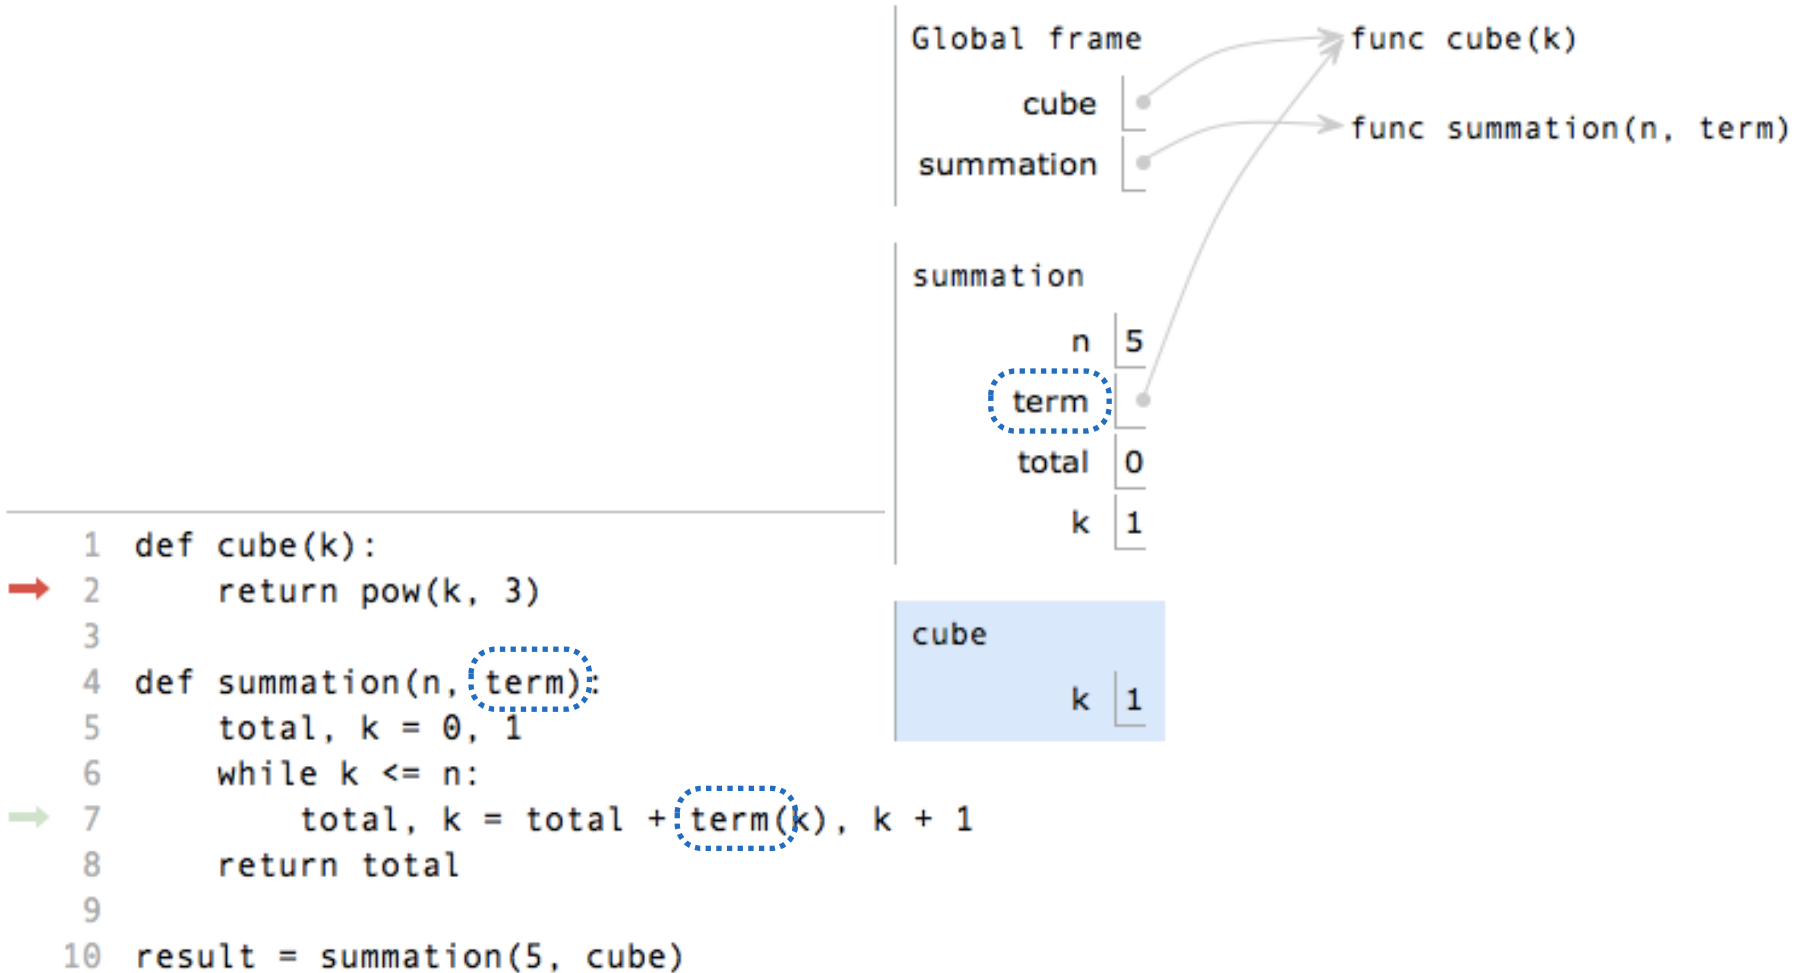 Global frame
cube
summation
func cube(k)
func summation(n, term)
summation
n 5
term
total 0
k 1
cube
k 1
1 def cube(k):
2     return pow(k, 3)
3
4 def summation(n, term):
5     total, k = 0, 1
6     while k <= n:
7         total, k = total + term(k), k + 1
8     return total
9
10 result = summation(5, cube)